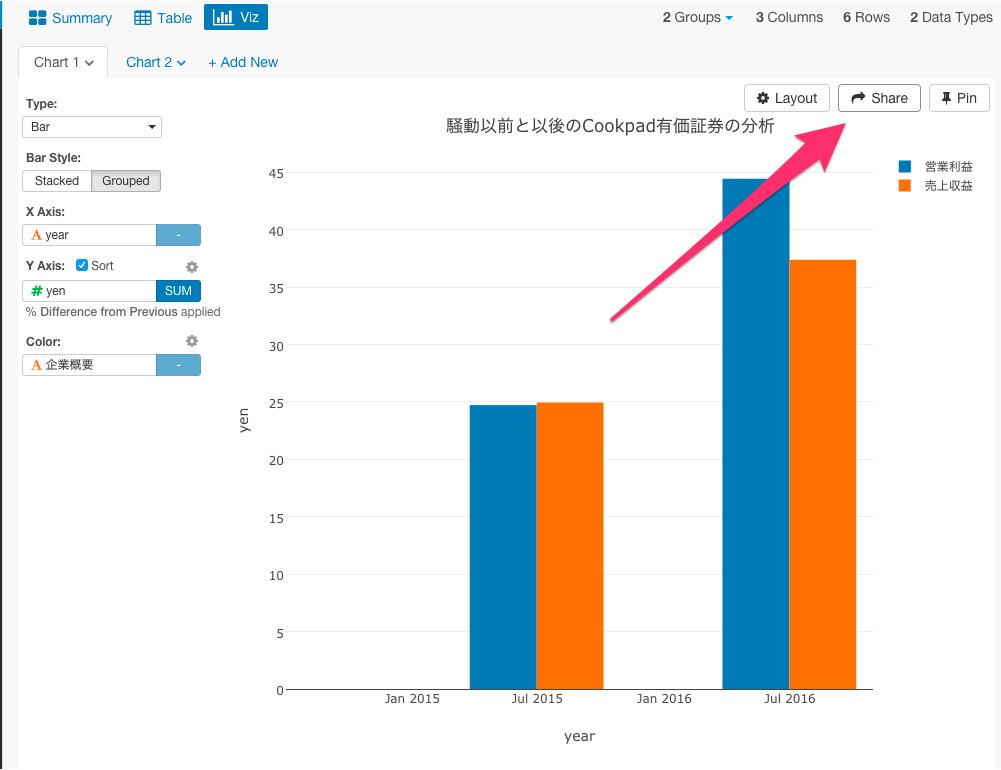 Summary Table Viz 2 Groups 3 Columns 6 Rows 2 Data Types
Chart 1 Chart 2 + Add New
Layout Share Pin
Type:
Bar
Bar Style:
Stacked Grouped
X Axis:
A year -
Y Axis: Sort
# yen SUM
% Difference from Previous applied
Color:
A 企業概要 -
騒動以前と以後のCookpad有価証券の分析
営業利益
売上収益
45
40
35
30
25
20
15
10
5
0
yen
Jan 2015 Jul 2015 Jan 2016 Jul 2016
year